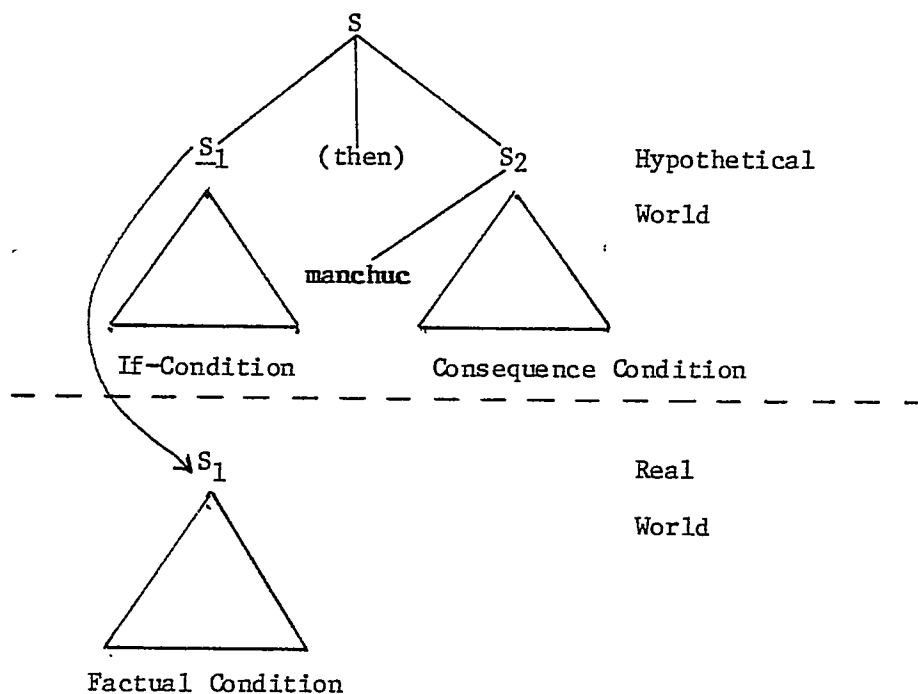 S
S1 (then) S2 Hypothetical
World
manchuc
If-Condition Consequence Condition
S1 Real
World
Factual Condition